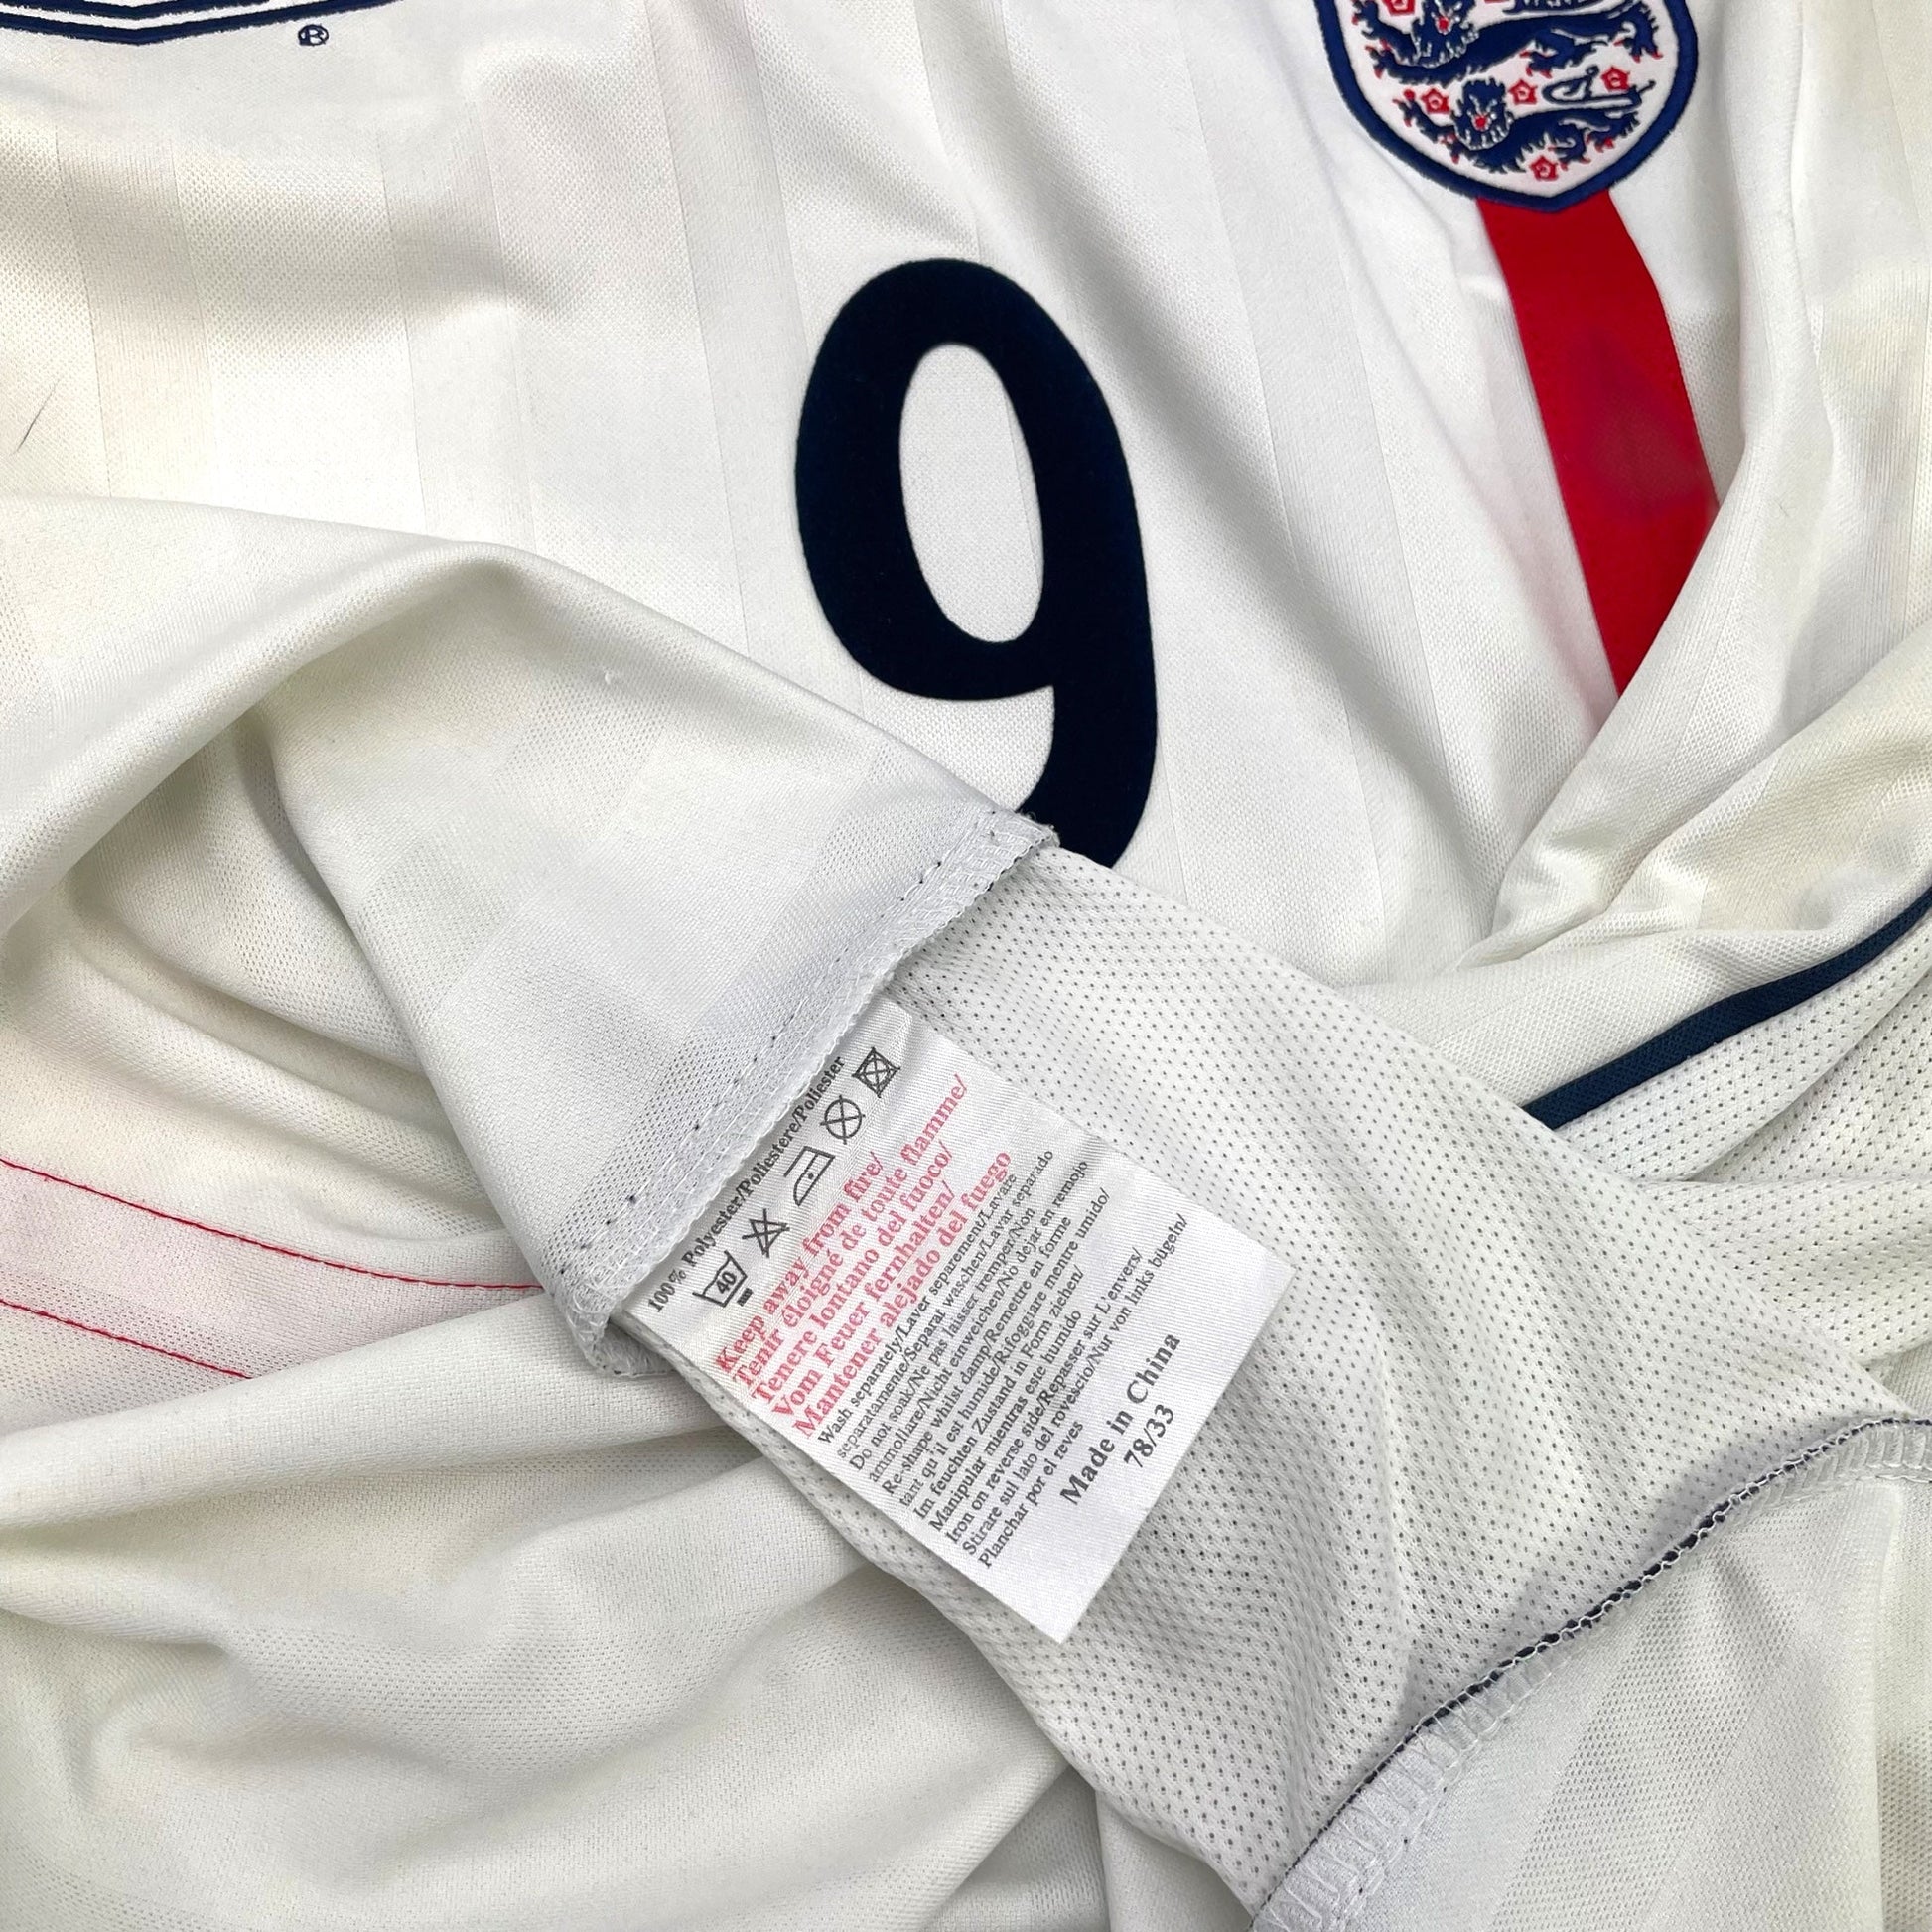 ®
9
100% Polyester/Poliestere/Poliester
40
Keep away from fire/
Tenir éloigné de toute flamme/
Tenere lontano del fuoco/
Vom Feuer fernhalten/
Mantener alejado del fuego
Wash separately/Laver separement/Lavare
separatamente/Separat waschen/Lavar separado
Do not soak/Ne pas laisser tremper/Non
ammollare/Nicht einweichen/No dejar en remojo
Re-shape whilst damp/Remettre en forme
tant qu'il est humide/Rifoggiare mentre umido/
Im feuchten Zustand in Form ziehen/
Manipular mientras este humido
Iron on reverse side/Repasser sur L'envers/
Stirare sul lato del rovescio/Nur von links bügeln/
Planchar por el reves
Made in China
78/33